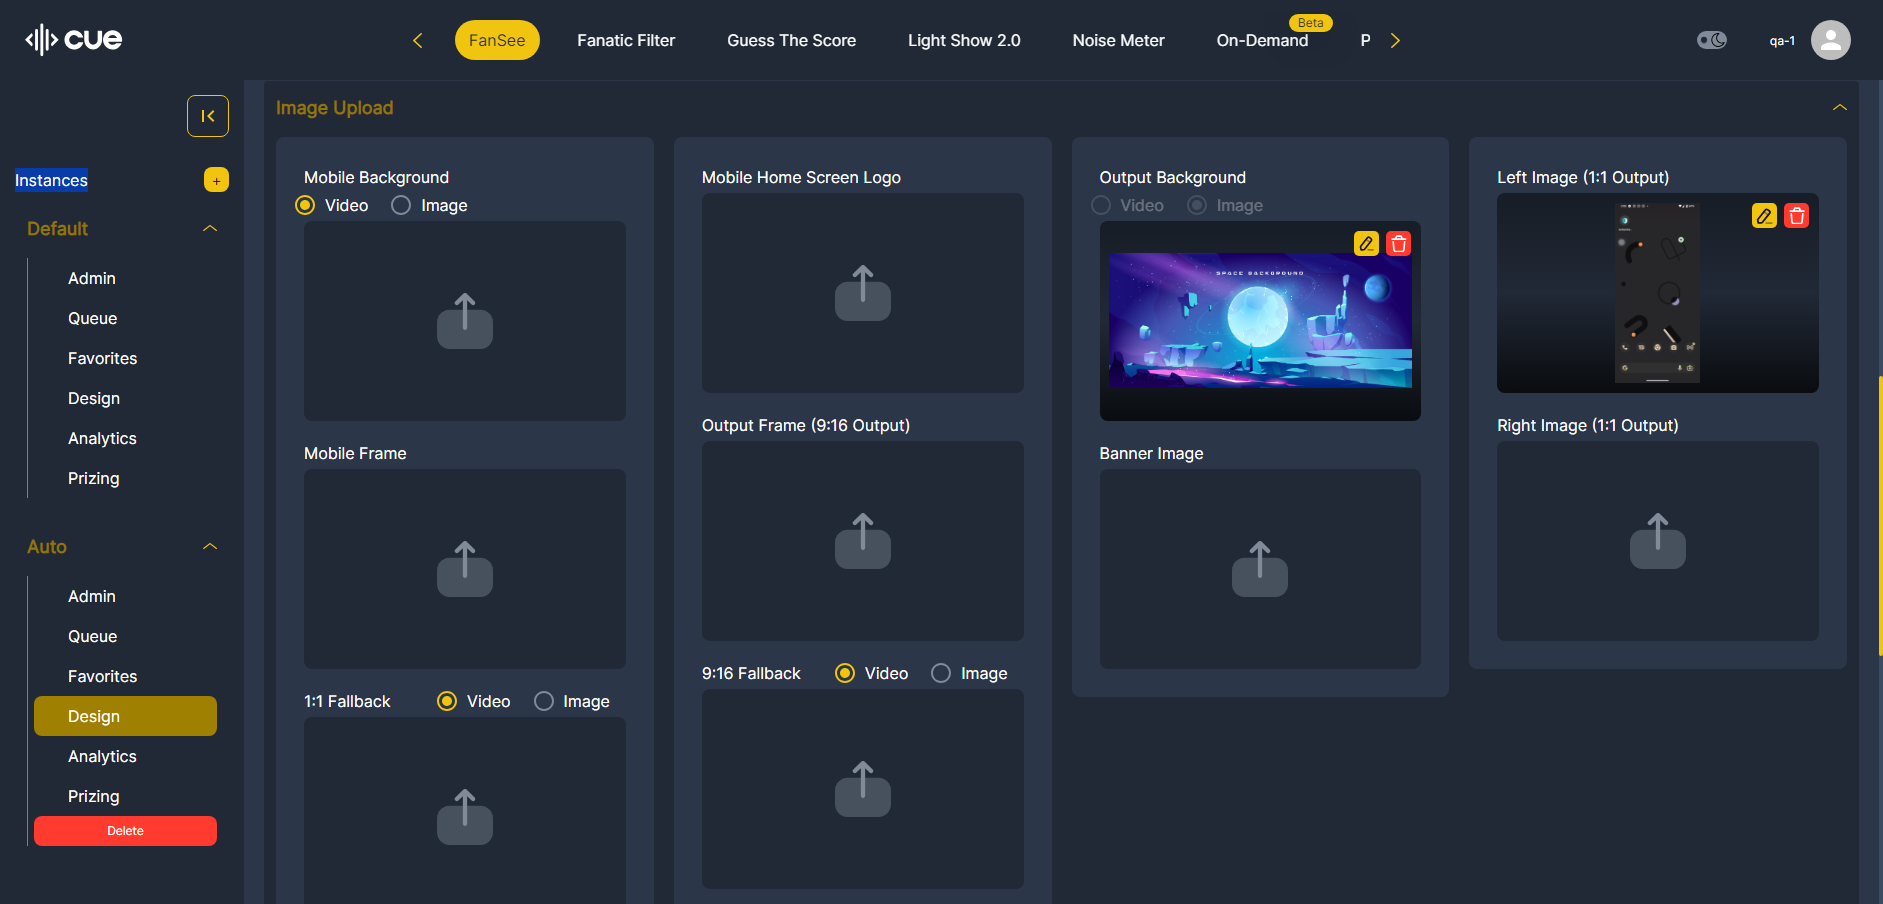 cue
FanSee
Fanatic Filter
Guess The Score
Light Show 2.0
Noise Meter
Beta
On-Demand
P
qa-1
Instances
+
Default
Admin
Queue
Favorites
Design
Analytics
Prizing
Auto
Admin
Queue
Favorites
Design
Analytics
Prizing
Delete
Image Upload
Mobile Background
Video Image
Mobile Frame
1:1 Fallback Video Image
Mobile Home Screen Logo
Output Frame (9:16 Output)
9:16 Fallback Video Image
Output Background
Video Image
SPACE BACKGROUND
Banner Image
Left Image (1:1 Output)
Right Image (1:1 Output)